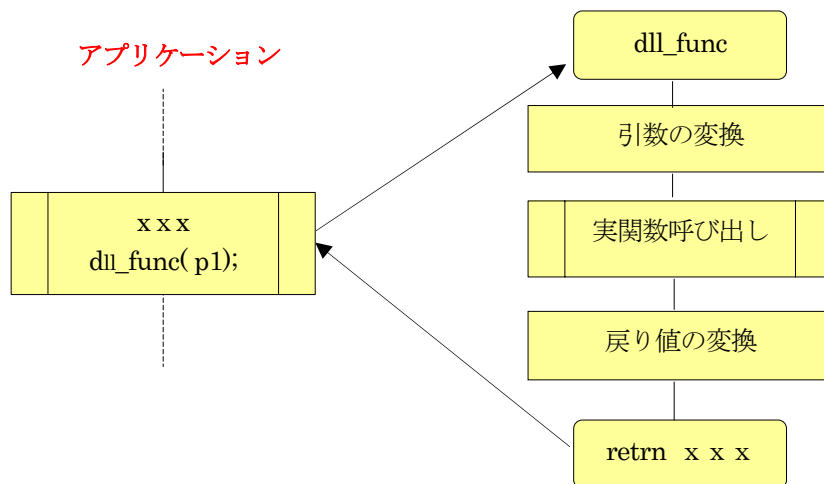 アプリケーション
x x x
dll_func( p1);
dll_func
引数の変換
実関数呼び出し
戻り値の変換
retrn x x x